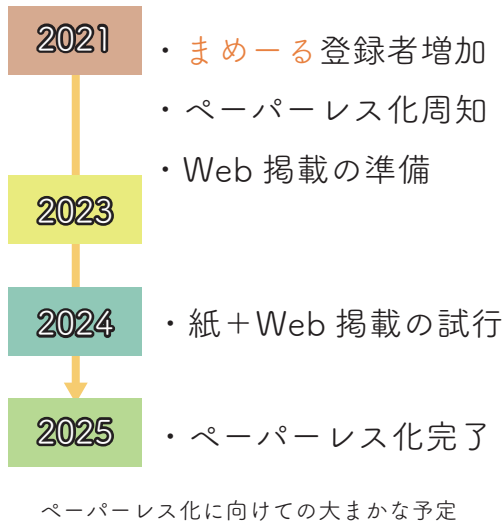 2021
・まめーる登録者増加
・ペーパーレス化周知
・Web 掲載の準備
2023
2024
・紙＋Web 掲載の試行
2025
・ペーパーレス化完了
ペーパーレス化に向けての大まかな予定